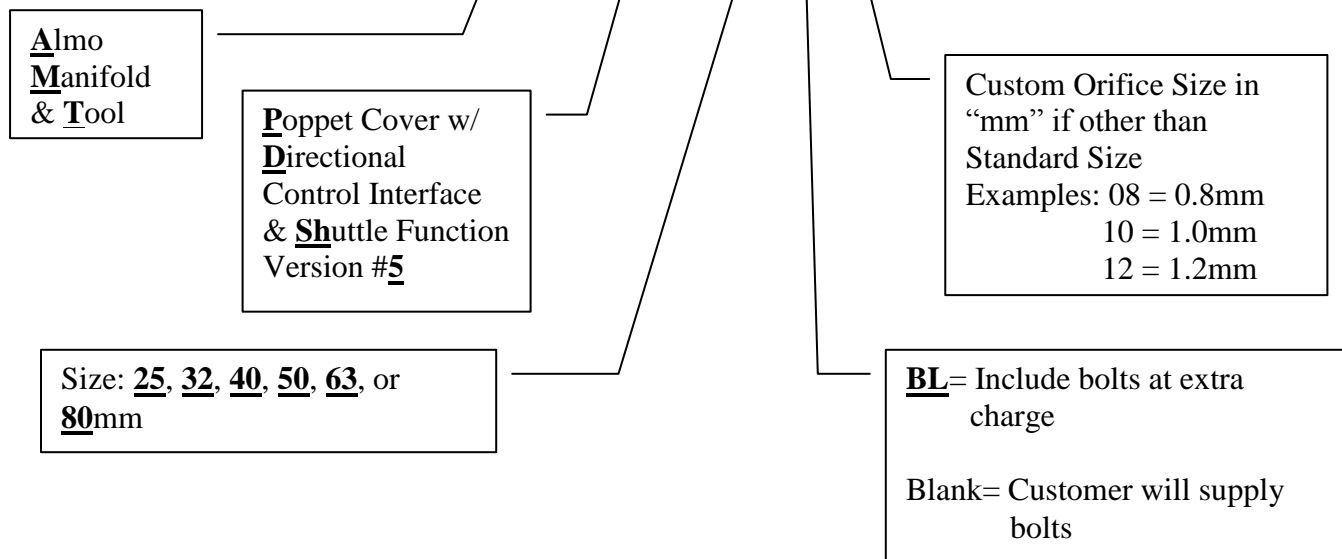 Almo
Manifold
& Tool
Poppet Cover w/
Directional
Control Interface
& Shuttle Function
Version #5
Custom Orifice Size in
“mm” if other than
Standard Size
Examples: 08 = 0.8mm
10 = 1.0mm
12 = 1.2mm
Size: 25, 32, 40, 50, 63, or
80mm
BL= Include bolts at extra
charge
Blank= Customer will supply
bolts